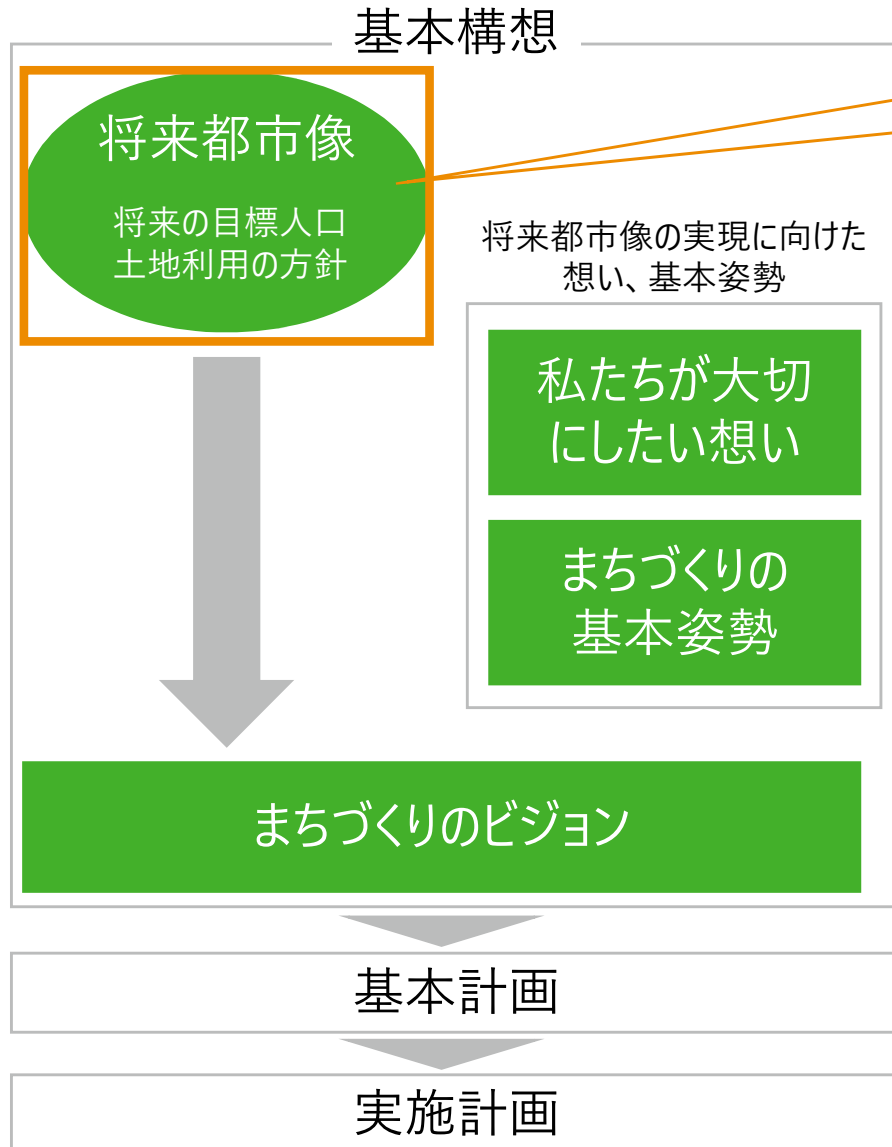 基本構想
将来都市像
将来の目標人口
土地利用の方針
将来都市像の実現に向けた
想い、基本姿勢
私たちが大切
にしたい想い
まちづくりの
基本姿勢
まちづくりのビジョン
基本計画
実施計画